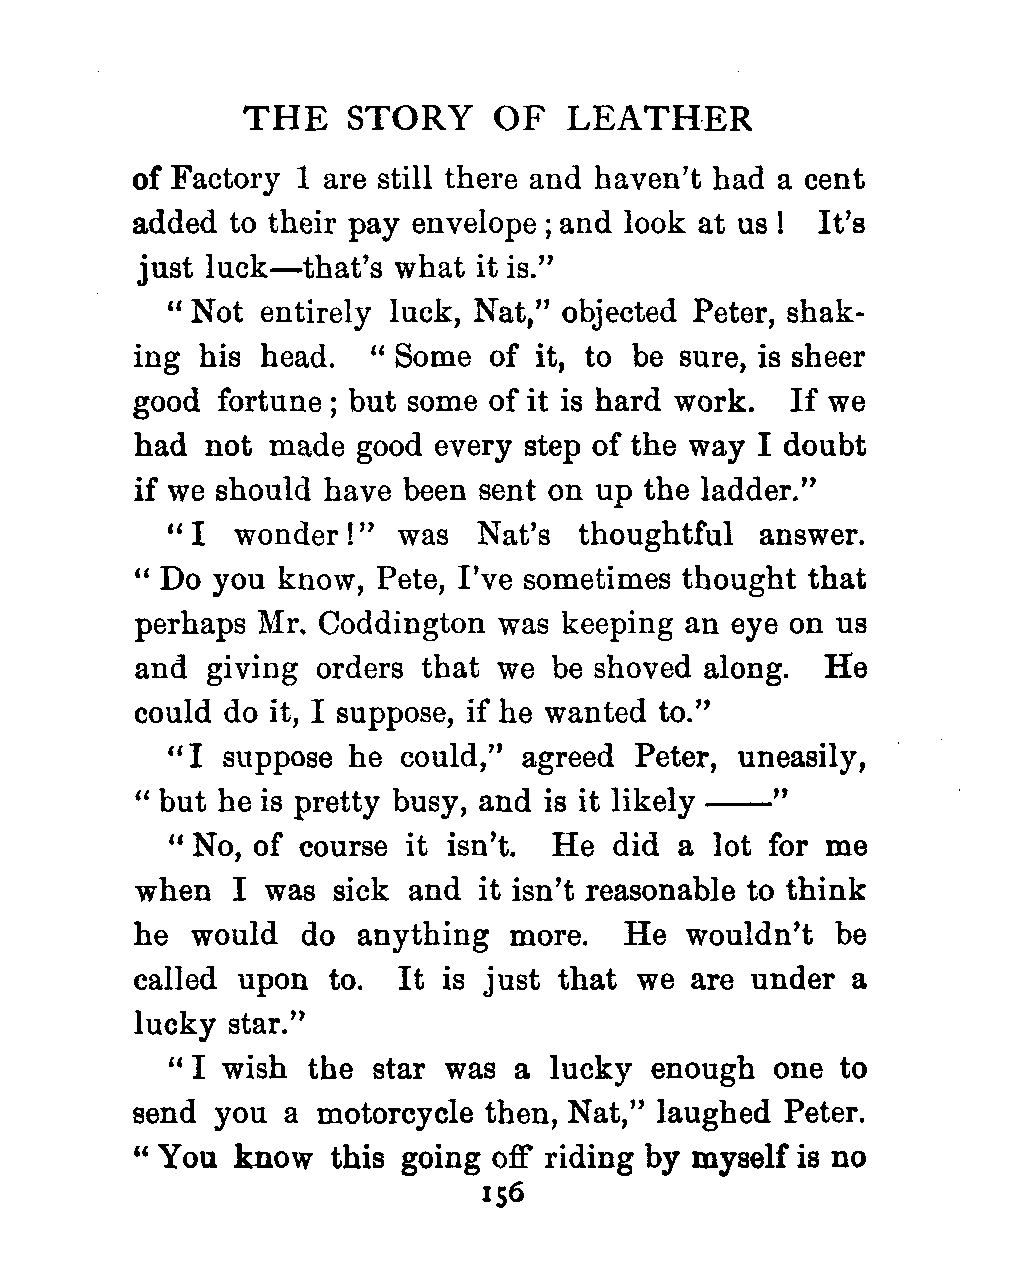 THE STORY OF LEATHER
of Factory 1 are still there and haven't had a cent
added to their pay envelope ; and look at us ! It's
just luck—that's what it is."
" Not entirely luck, Nat," objected Peter, shak-
ing his head. " Some of it, to be sure, is sheer
good fortune ; but some of it is hard work. If we
had not made good every step of the way I doubt
if we should have been sent on up the ladder."
" I wonder !" was Nat's thoughtful answer.
" Do you know, Pete, I've sometimes thought that
perhaps Mr. Coddington was keeping an eye on us
and giving orders that we be shoved along. He
could do it, I suppose, if he wanted to."
"I suppose he could," agreed Peter, uneasily,
" but he is pretty busy, and is it likely ——"
" No, of course it isn't. He did a lot for me
when I was sick and it isn't reasonable to think
he would do anything more. He wouldn't be
called upon to. It is just that we are under a
lucky star."
" I wish the star was a lucky enough one to
send you a motorcycle then, Nat," laughed Peter.
" You know this going off riding by myself is no
156